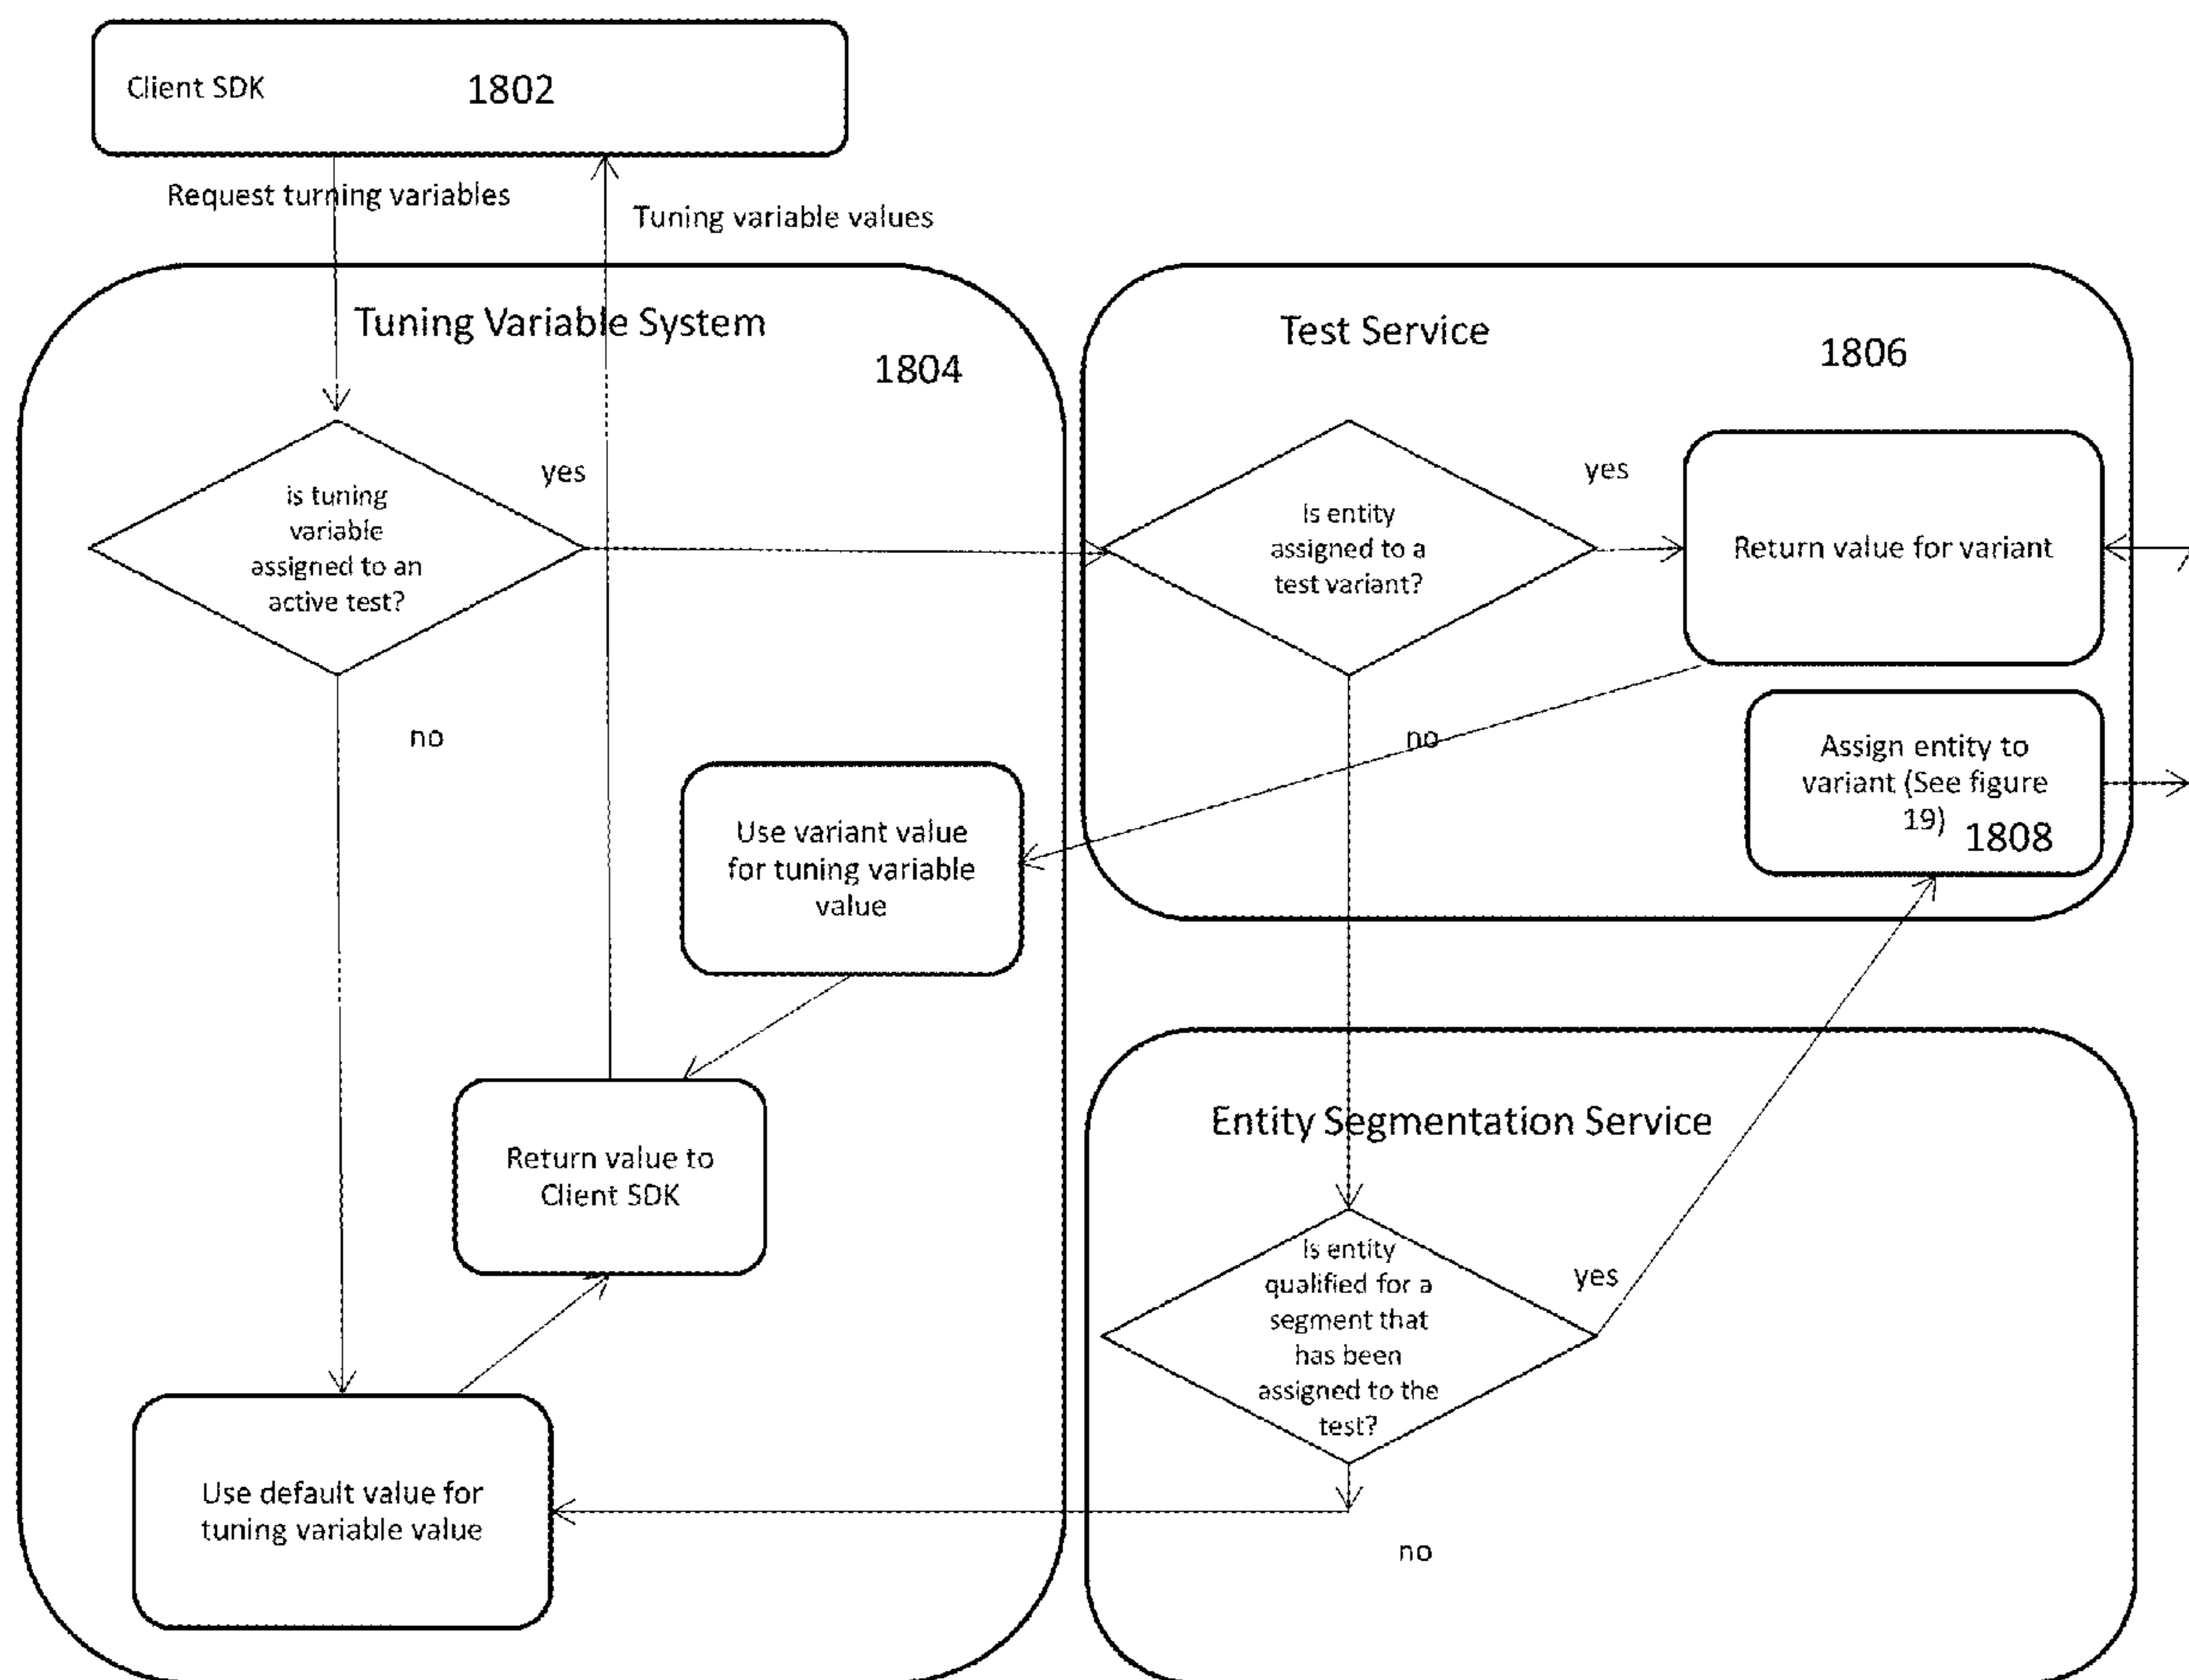 Client SDK
1802
Request turning variables
Tuning variable values
Tuning Variable System
1804
is tuning
variable
assigned to an
active test?
yes
no
Use variant value
for tuning variable
value
Return value to
Client SDK
Use default value for
tuning variable value
Test Service
1806
Is entity
assigned to a
test variant?
yes
no
Return value for variant
Assign entity to
variant (See figure
19)
1808
Entity Segmentation Service
Is entity
qualified for a
segment that
has been
assigned to the
test?
yes
no